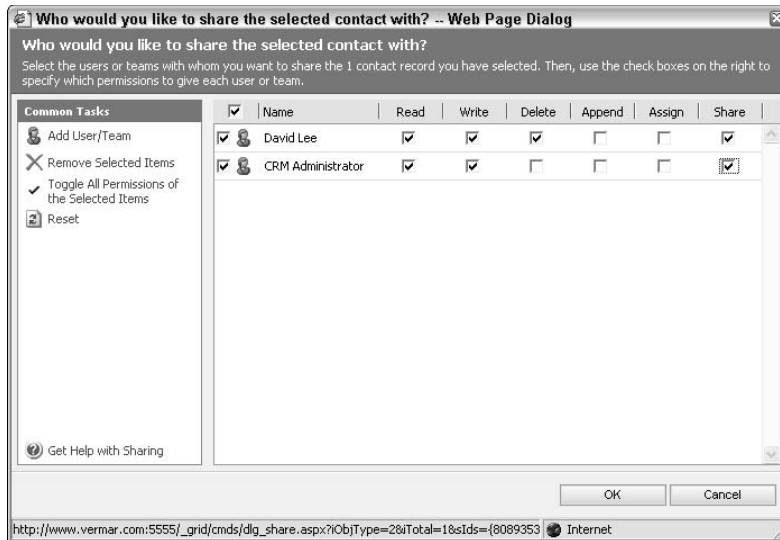 Who would you like to share the selected contact with? -- Web Page Dialog
Who would you like to share the selected contact with?
Select the users or teams with whom you want to share the 1 contact record you have selected. Then, use the check boxes on the right to
specify which permissions to give each user or team.
Common Tasks
Add User/Team
Remove Selected Items
Toggle All Permissions of
the Selected Items
Reset
Get Help with Sharing
Name Read Write Delete Append Assign Share
David Lee
CRM Administrator
OK Cancel
http://www.vermar.com:5555/_grid/cmds/dlg_share.aspx?iObjType=2&iTotal=1&sIds={8089353 Internet